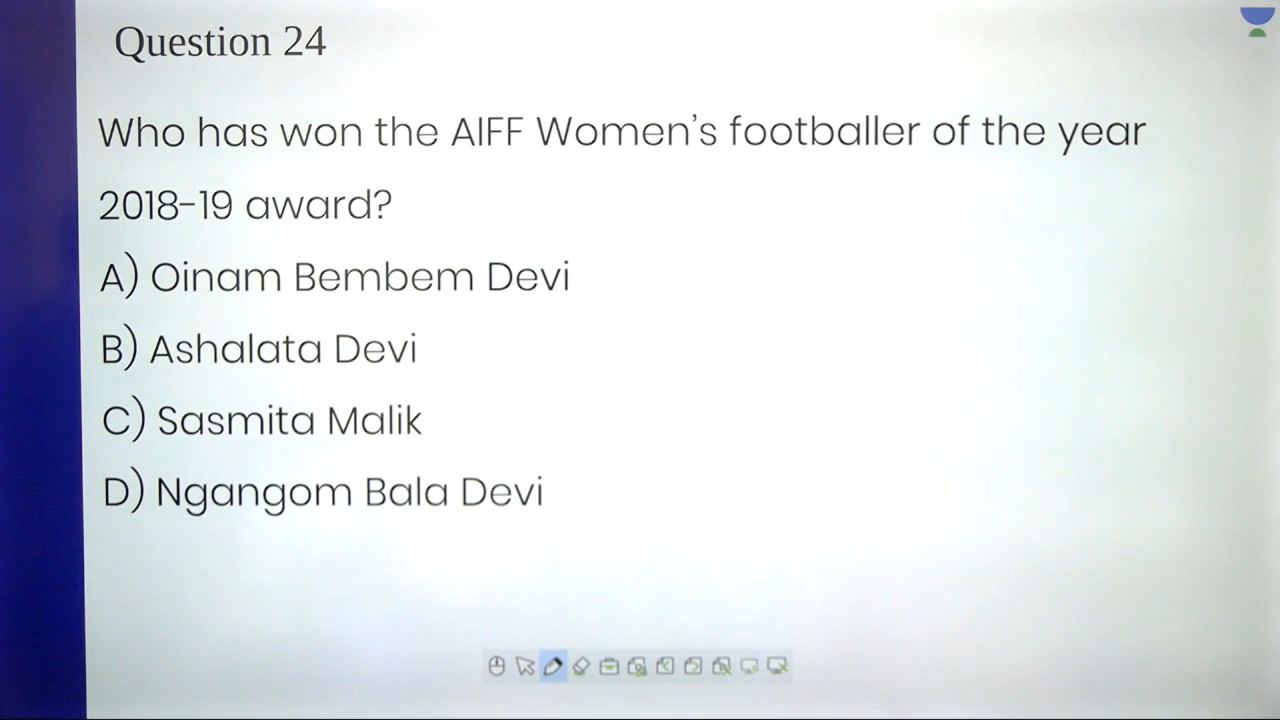 Question 24
Who has won the AIFF Women's footballer of the year
2018-19 award?
A) Oinam Bembem Devi
B) Ashalata Devi
C) Sasmita Malik
D) Ngangom Bala Devi